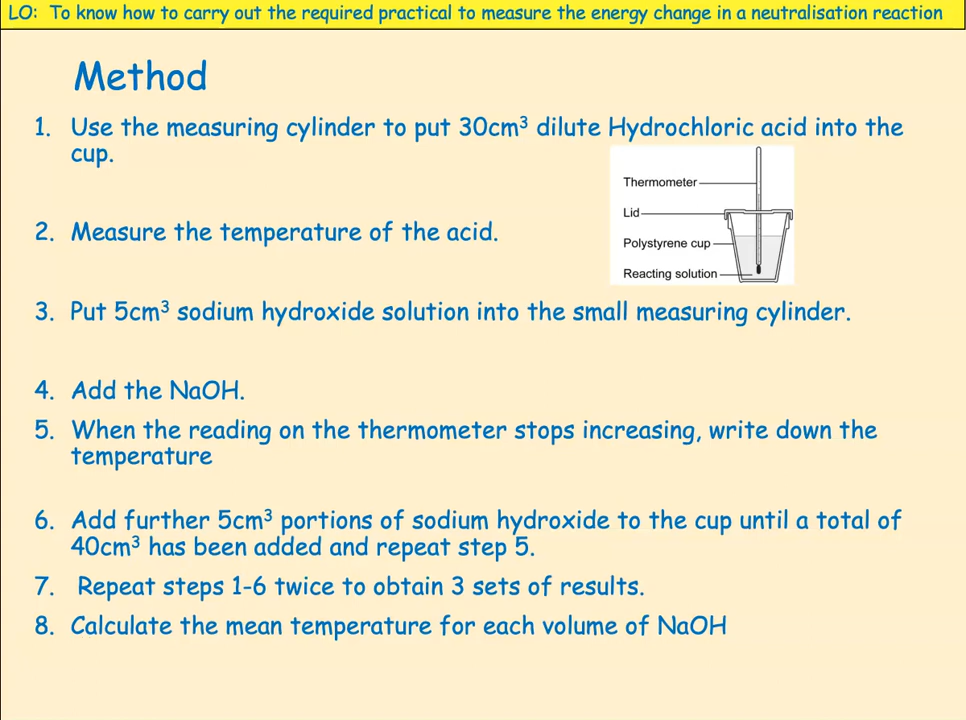 LO:  To know how to carry out the required practical to measure the energy change in a neutralisation reaction
Method
1. Use the measuring cylinder to put 30cm³ dilute Hydrochloric acid into the
cup.
Thermometer
Lid
Polystyrene cup
Reacting solution
2. Measure the temperature of the acid.
3. Put 5cm³ sodium hydroxide solution into the small measuring cylinder.
4. Add the NaOH.
5. When the reading on the thermometer stops increasing, write down the
temperature
6. Add further 5cm³ portions of sodium hydroxide to the cup until a total of
40cm³ has been added and repeat step 5.
7. Repeat steps 1-6 twice to obtain 3 sets of results.
8. Calculate the mean temperature for each volume of NaOH